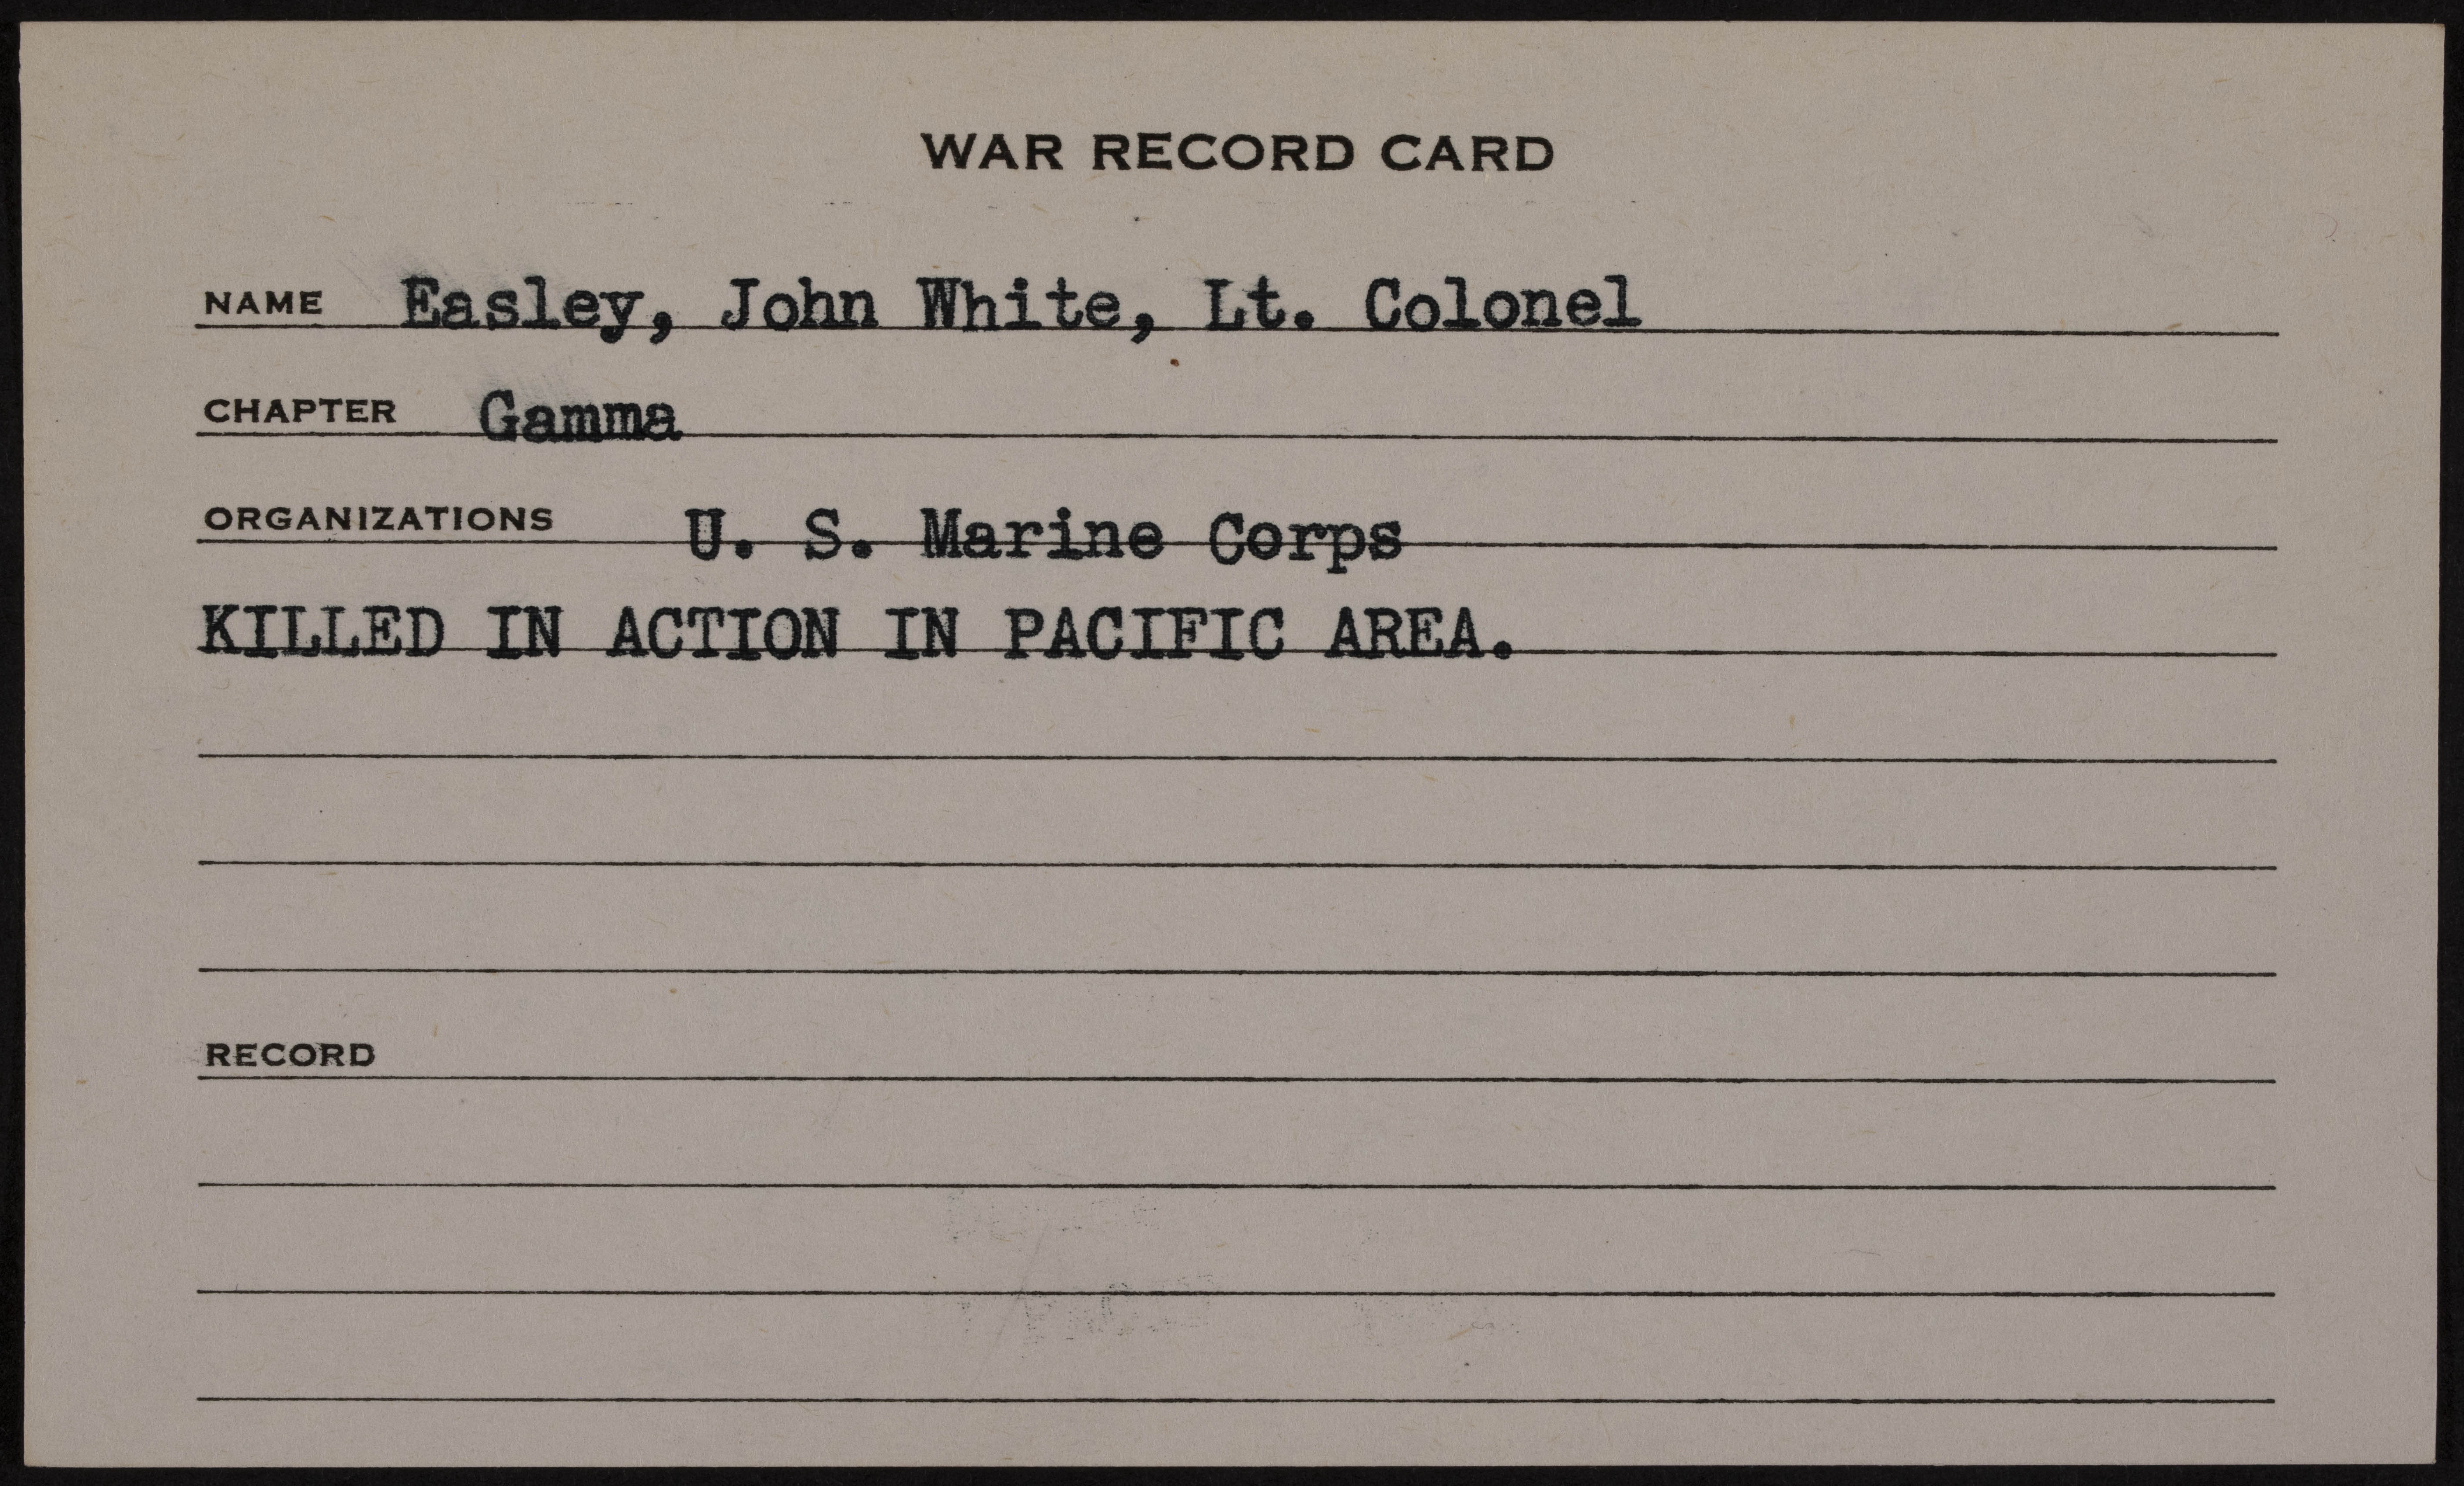 WAR RECORD CARD
NAME Easley, John White, Lt. Colonel
CHAPTER Gamma
ORGANIZATIONS U. S. Marine Corps
KILLED IN ACTION IN PACIFIC AREA.
RECORD